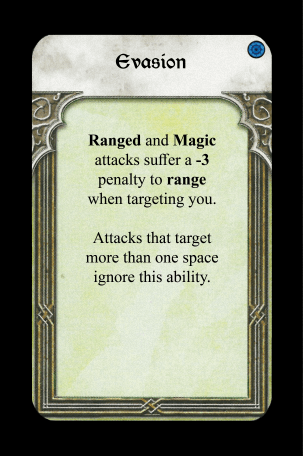 Evasion
Ranged and Magic
attacks suffer a -3
penalty to range
when targeting you.
Attacks that target
more than one space
ignore this ability.